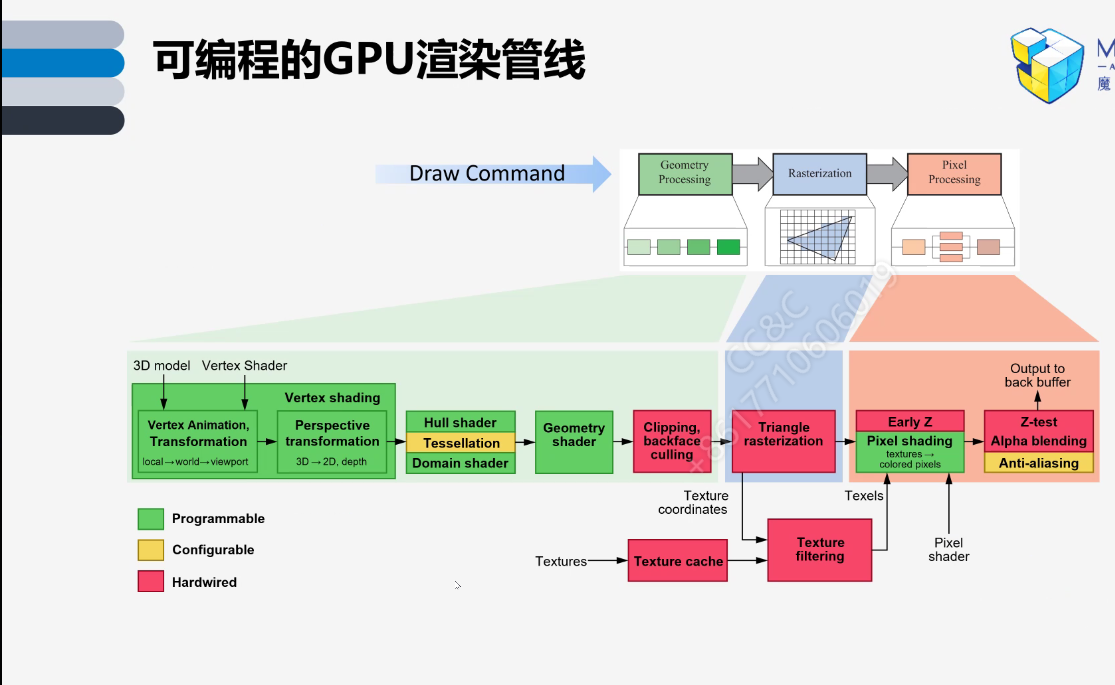 可编程的GPU渲染管线
魔
Draw Command
Geometry
Processing
Rasterization
Pixel
Processing
CC&C
+8617710606019
3D model
Vertex Shader
Vertex shading
Vertex Animation,
Transformation
local→world→viewport
Perspective
transformation
3D→2D, depth
Hull shader
Tessellation
Domain shader
Geometry
shader
Clipping,
backface
culling
Triangle
rasterization
Early Z
Pixel shading
textures →
colored pixels
Output to
back buffer
Z-test
Alpha blending
Anti-aliasing
Texture
coordinates
Texels
Textures
Texture cache
Texture
filtering
Pixel
shader
Programmable
Configurable
Hardwired